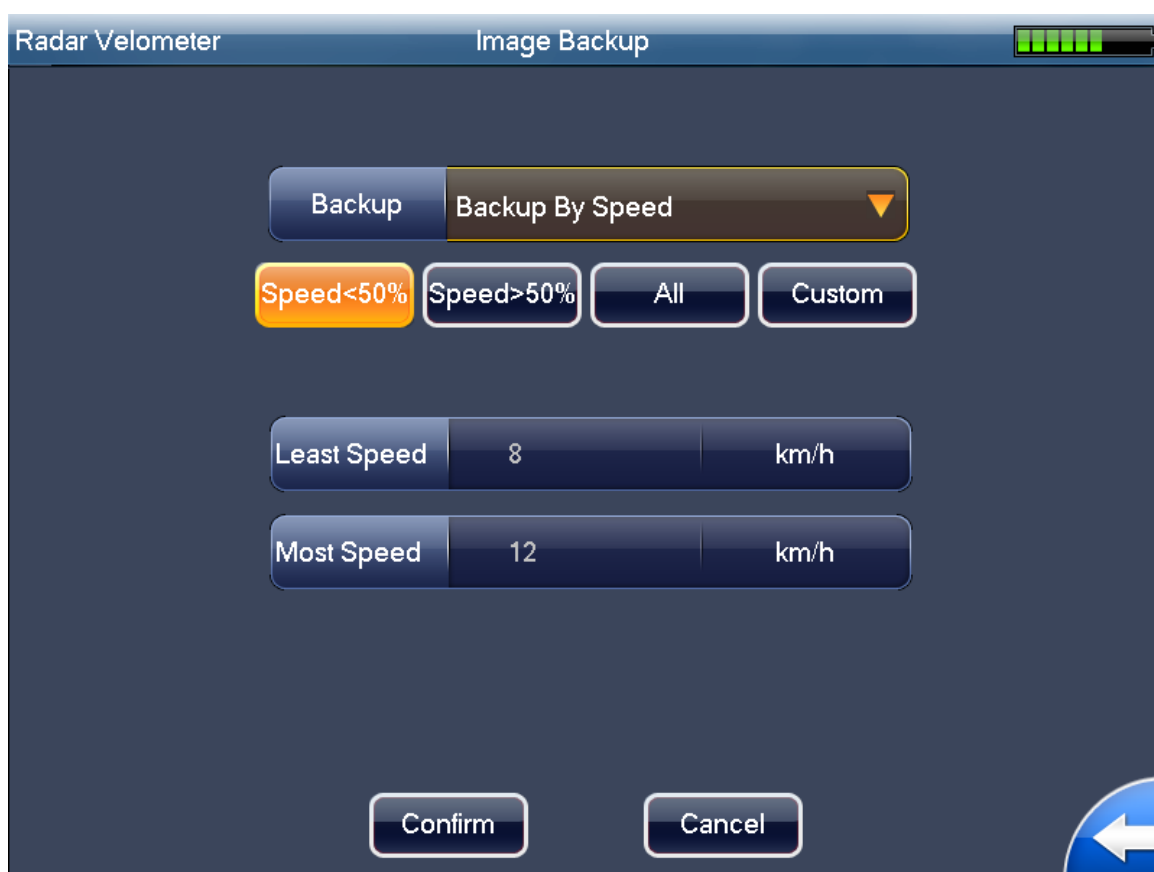 Radar Velometer Image Backup
Backup Backup By Speed
Speed<50% Speed>50% All Custom
Least Speed 8 km/h
Most Speed 12 km/h
Confirm Cancel